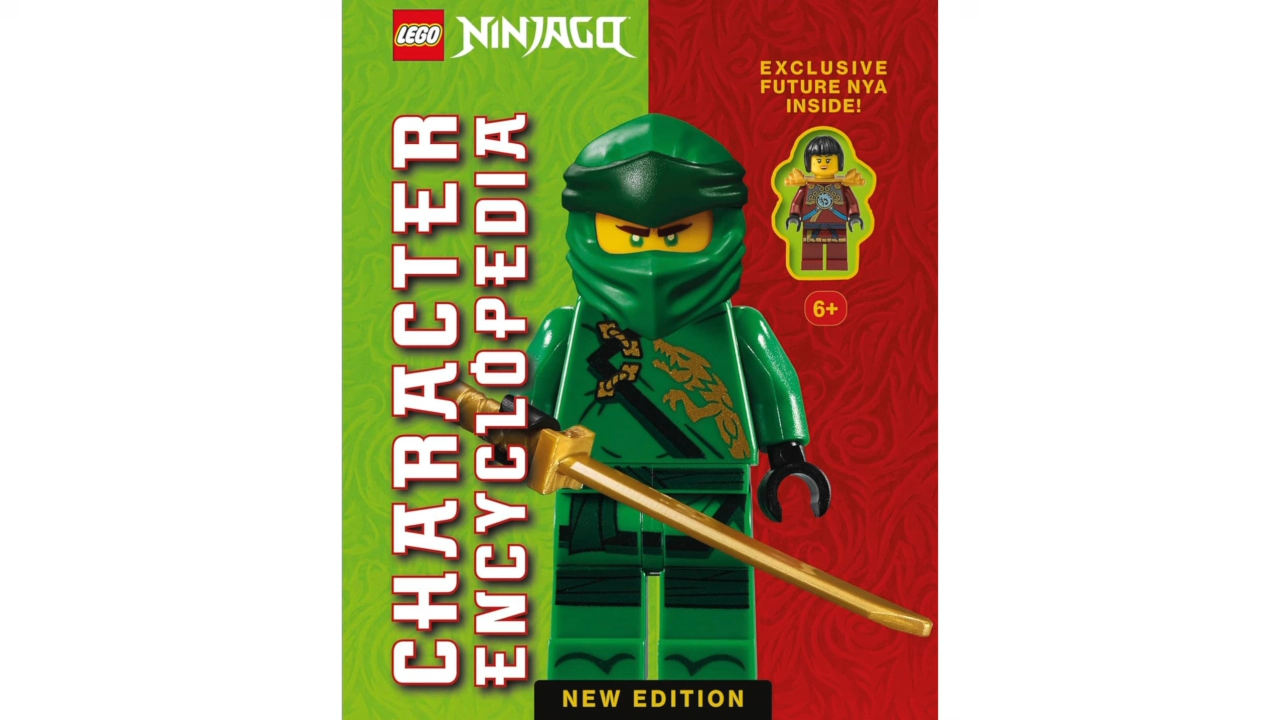 LEGO NINJAGO
CHARACTER
ENCYCLOPEDIA
EXCLUSIVE
FUTURE NYA
INSIDE!
6+
NEW EDITION